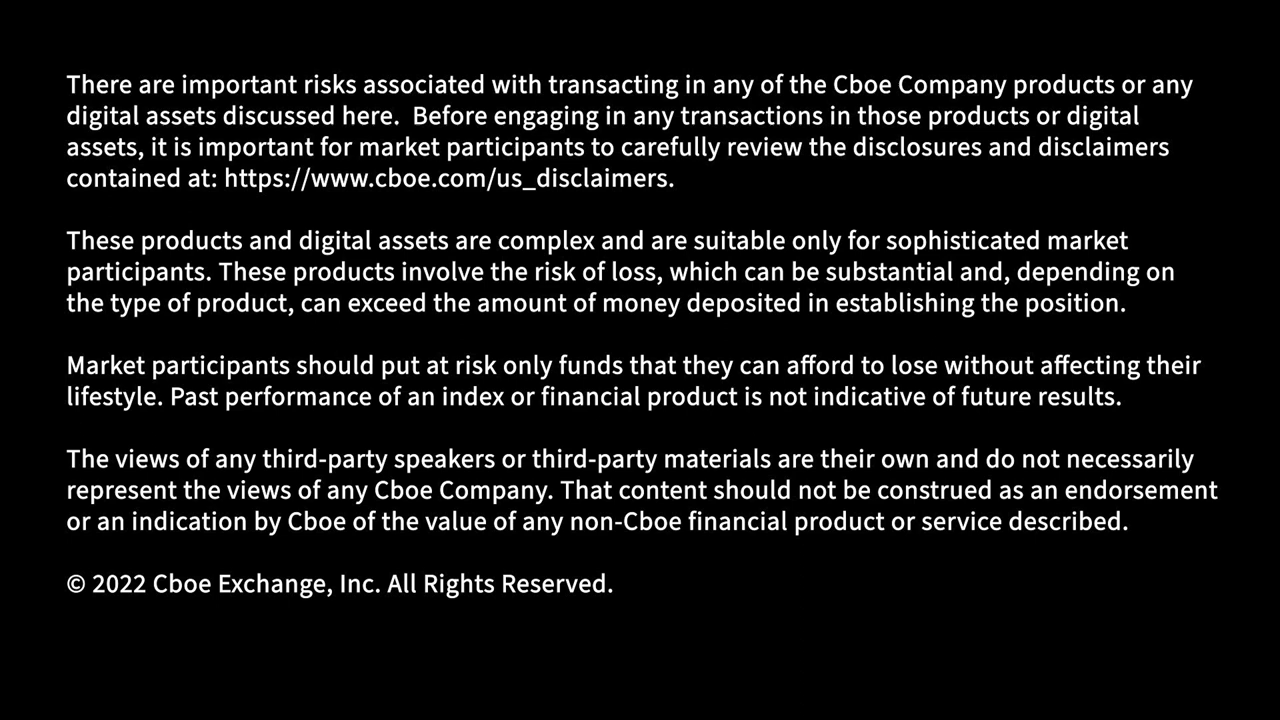 There are important risks associated with transacting in any of the Cboe Company products or any
digital assets discussed here.  Before engaging in any transactions in those products or digital
assets, it is important for market participants to carefully review the disclosures and disclaimers
contained at: https://www.cboe.com/us_disclaimers.
These products and digital assets are complex and are suitable only for sophisticated market
participants. These products involve the risk of loss, which can be substantial and, depending on
the type of product, can exceed the amount of money deposited in establishing the position.
Market participants should put at risk only funds that they can afford to lose without affecting their
lifestyle. Past performance of an index or financial product is not indicative of future results.
The views of any third-party speakers or third-party materials are their own and do not necessarily
represent the views of any Cboe Company. That content should not be construed as an endorsement
or an indication by Cboe of the value of any non-Cboe financial product or service described.
© 2022 Cboe Exchange, Inc. All Rights Reserved.